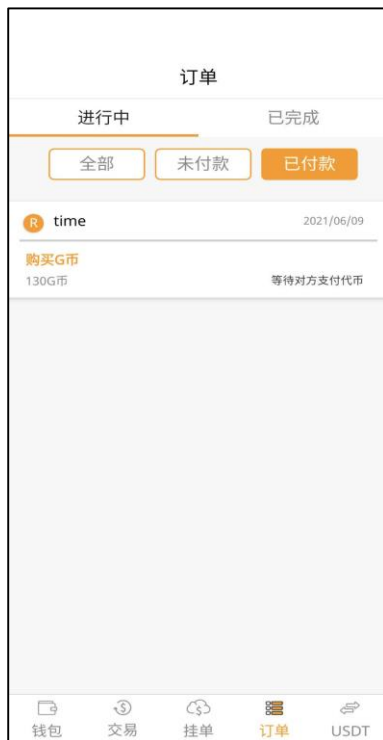 订单
进行中 已完成
全部 未付款 已付款
R time 2021/06/09
购买G币
130G币 等待对方支付代币
钱包 交易 挂单 订单 USDT